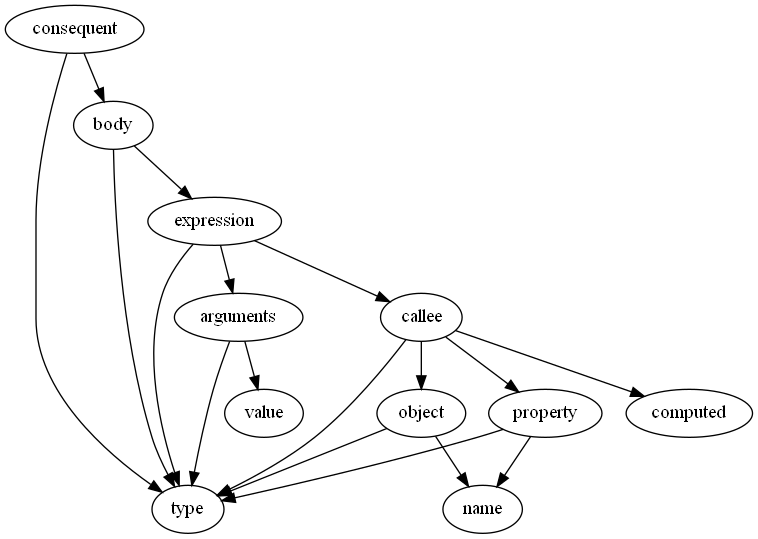 consequent
body
expression
arguments
callee
value
object
property
computed
type
name